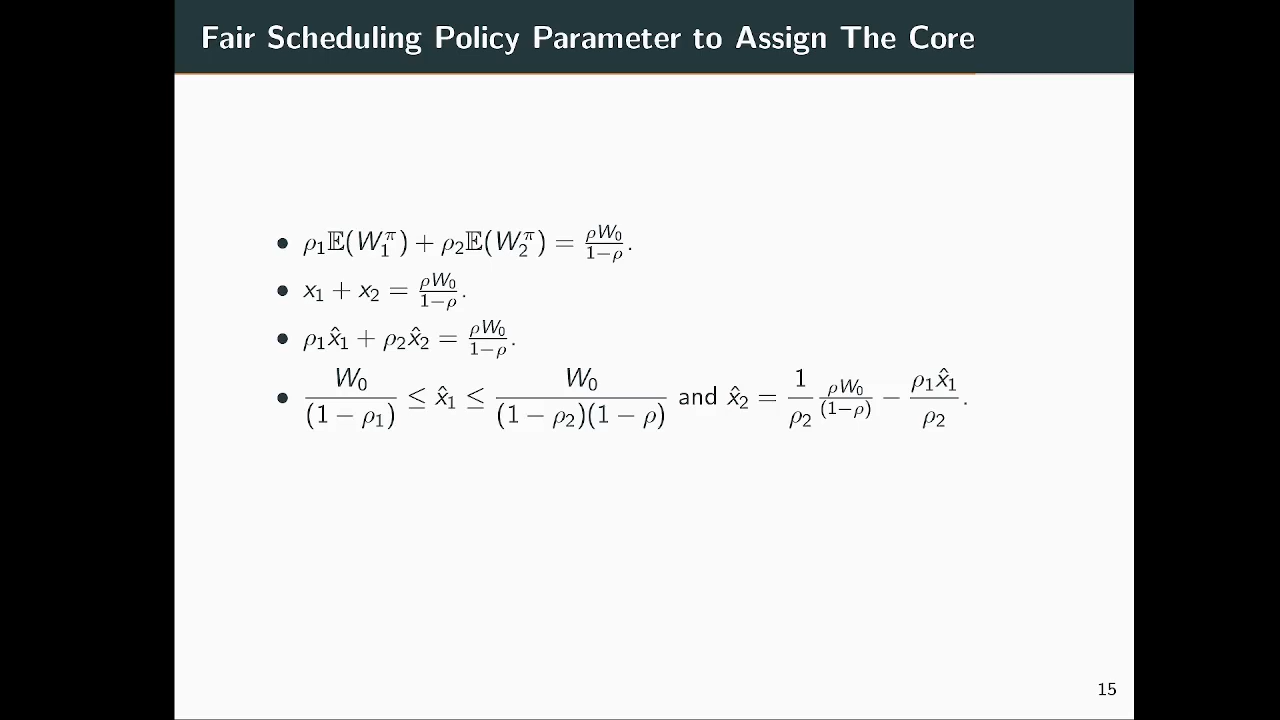 Fair Scheduling Policy Parameter to Assign The Core
• ρ₁𝔼(W₁^π) + ρ₂𝔼(W₂^π) = ρW₀/(1−ρ).
• x₁ + x₂ = ρW₀/(1−ρ).
• ρ₁x̂₁ + ρ₂x̂₂ = ρW₀/(1−ρ).
• W₀/(1 − ρ₁) ≤ x̂₁ ≤ W₀/((1 − ρ₂)(1 − ρ)) and x̂₂ = 1/ρ₂ ρW₀/(1−ρ) − ρ₁x̂₁/ρ₂.
15